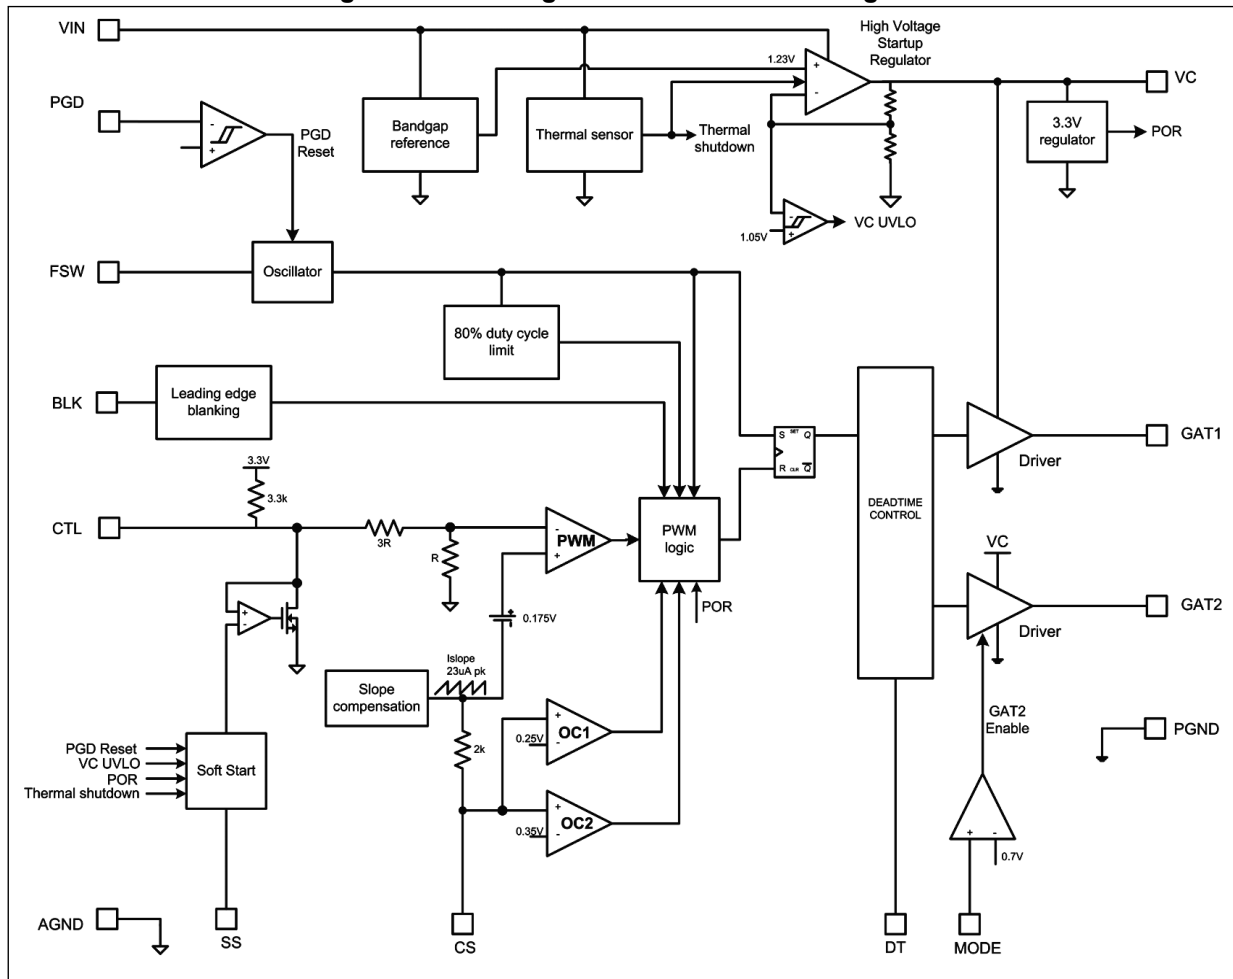 VIN
High Voltage
Startup
Regulator
1.23V
+
-
VC
PGD
-
+
PGD
Reset
Bandgap
reference
Thermal sensor
Thermal
shutdown
3.3V
regulator
POR
1.05V
-
+
VC UVLO
FSW
Oscillator
80% duty cycle
limit
BLK
Leading edge
blanking
S SET Q
R CLR Q
DEADTIME
CONTROL
Driver
GAT1
3.3V
3.3k
CTL
3R
R
-
+
PWM
PWM
logic
POR
VC
Driver
GAT2
+
-
0.175V
Islope
23uA pk
Slope
compensation
2k
+
-
OC1
0.25V
+
-
OC2
0.35V
GAT2
Enable
PGND
PGD Reset
VC UVLO
POR
Thermal shutdown
Soft Start
+
-
0.7V
AGND
SS
CS
DT
MODE